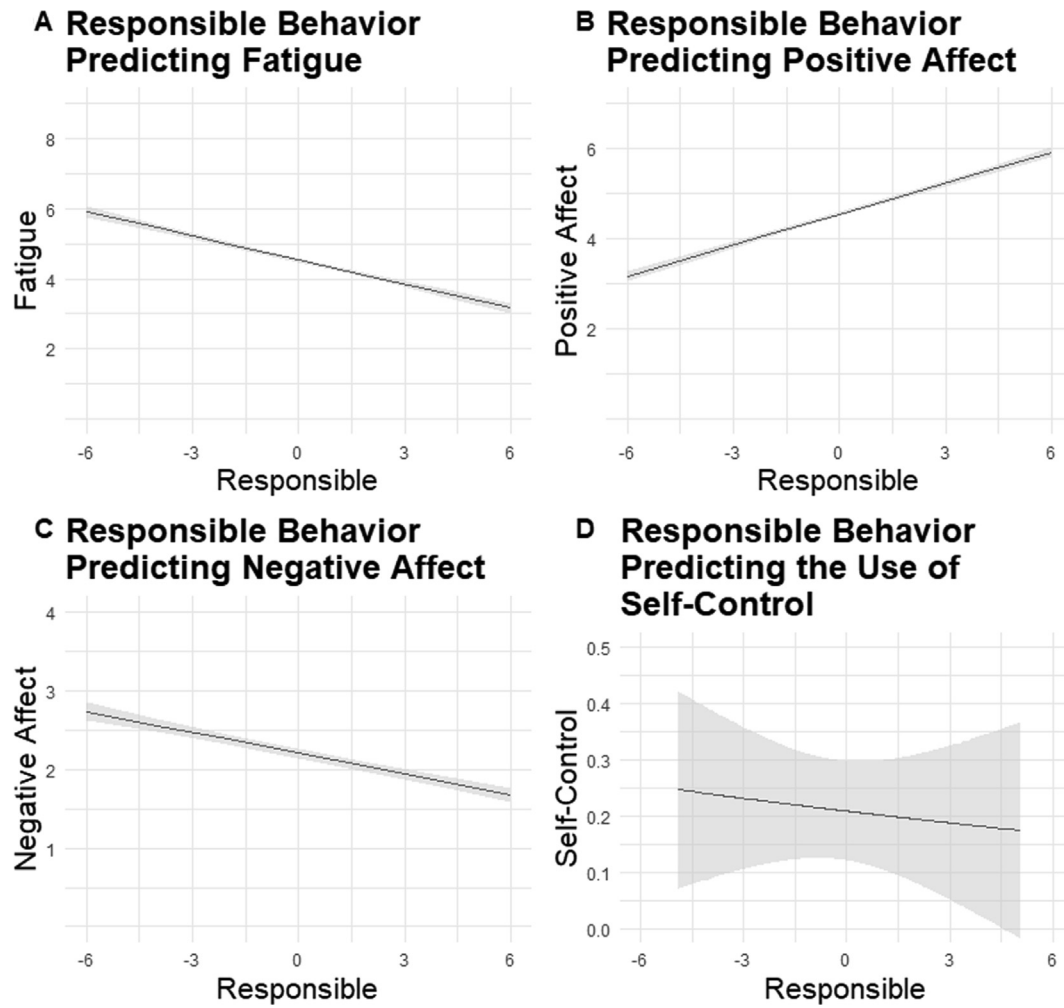 A Responsible Behavior
Predicting Fatigue
8
6
4
2
Fatigue
-6 -3 0 3 6
Responsible
B Responsible Behavior
Predicting Positive Affect
6
4
2
Positive Affect
-6 -3 0 3 6
Responsible
C Responsible Behavior
Predicting Negative Affect
4
3
2
1
Negative Affect
-6 -3 0 3 6
Responsible
D Responsible Behavior
Predicting the Use of
Self-Control
0.5
0.4
0.3
0.2
0.1
0.0
Self-Control
-6 -3 0 3 6
Responsible